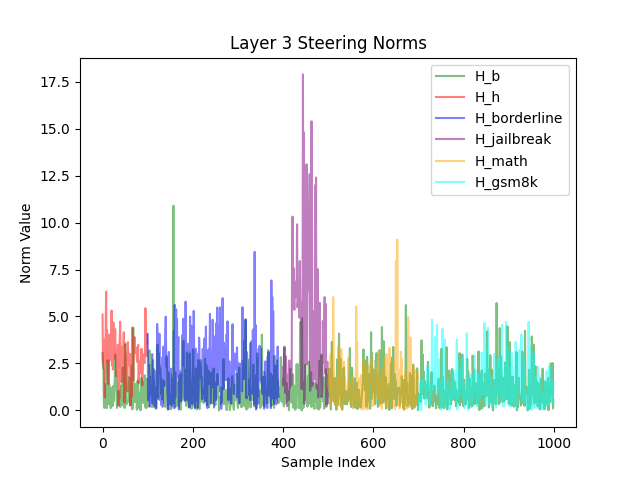 Layer 3 Steering Norms
H_b
H_h
H_borderline
H_jailbreak
H_math
H_gsm8k
Norm Value
17.5
15.0
12.5
10.0
7.5
5.0
2.5
0.0
0
200
400
600
800
1000
Sample Index